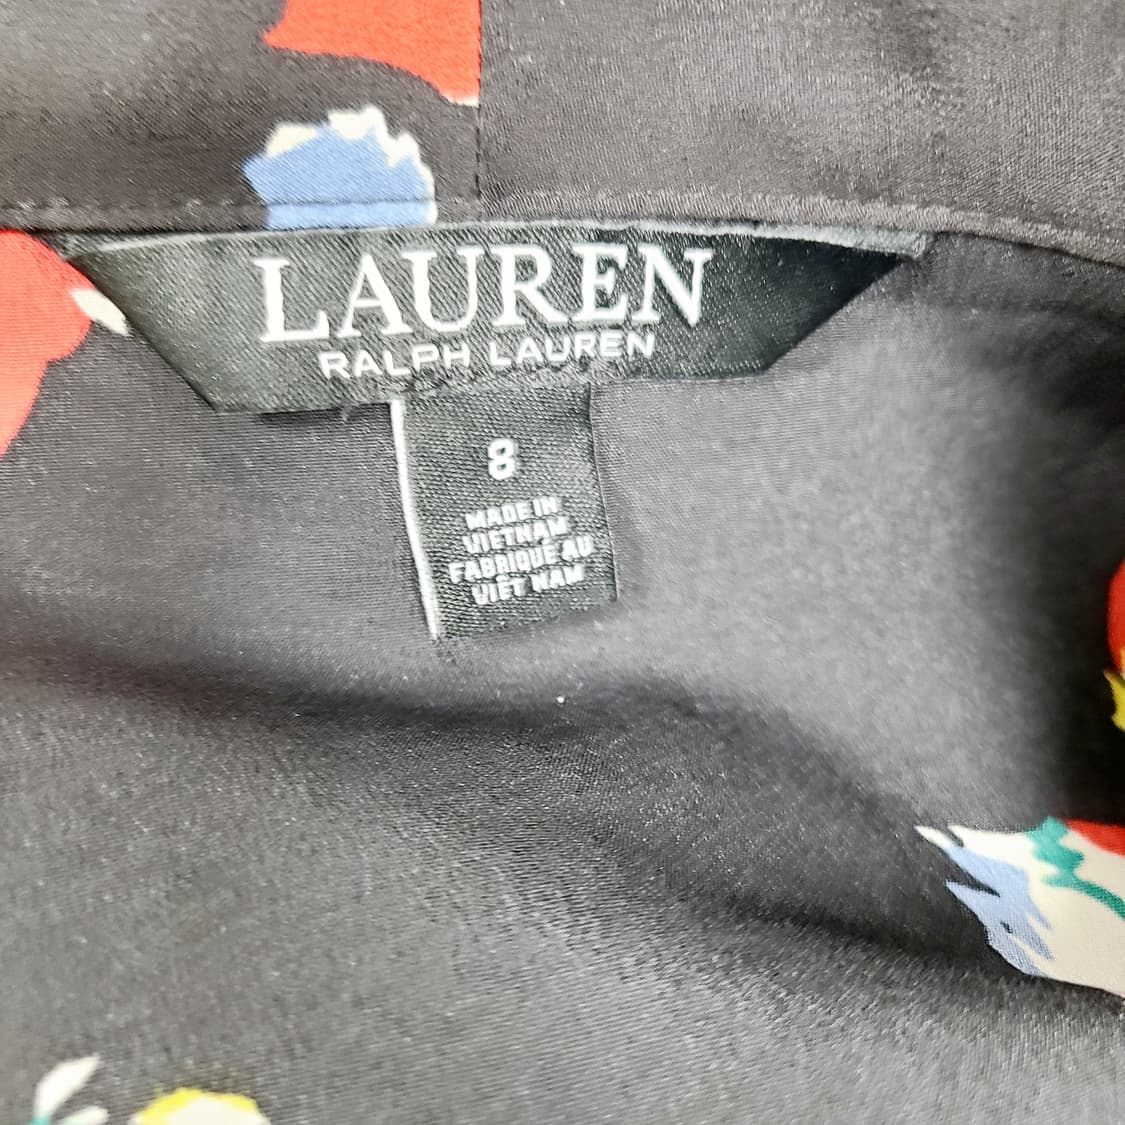 LAUREN
RALPH LAUREN
8
MADE IN
VIETNAM
FABRIQUÉ AU
VIÊT NAM